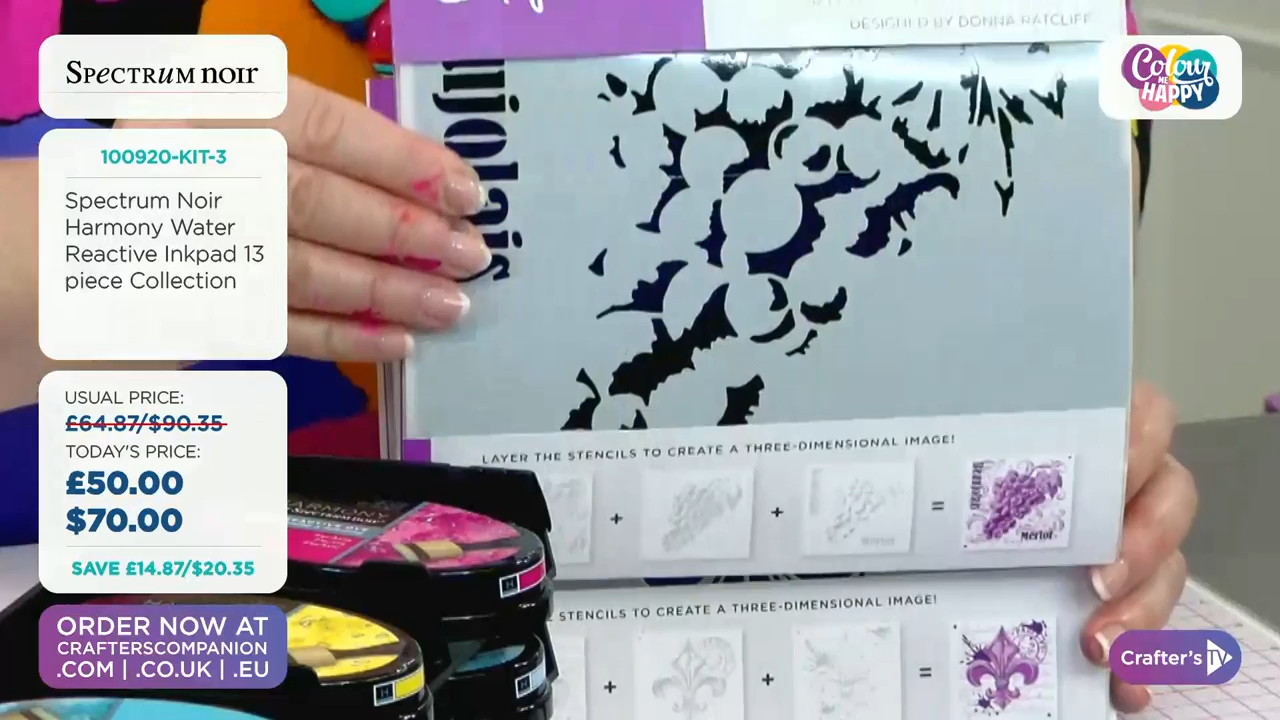 SPECTRUM NOIR
100920-KIT-3
Spectrum Noir
Harmony Water
Reactive Inkpad 13
piece Collection
USUAL PRICE:
£64.87/$90.35
TODAY'S PRICE:
£50.00
$70.00
SAVE £14.87/$20.35
ORDER NOW AT
CRAFTERSCOMPANION
.COM | .CO.UK | .EU
DESIGNED BY DONNA RATCLIFF
Colour
ME
HAPPY
ujolais
LAYER THE STENCILS TO CREATE A THREE-DIMENSIONAL IMAGE!
+ + =
Merlot
STENCILS TO CREATE A THREE-DIMENSIONAL IMAGE!
+ + =
HARMONY
Crafter's TV